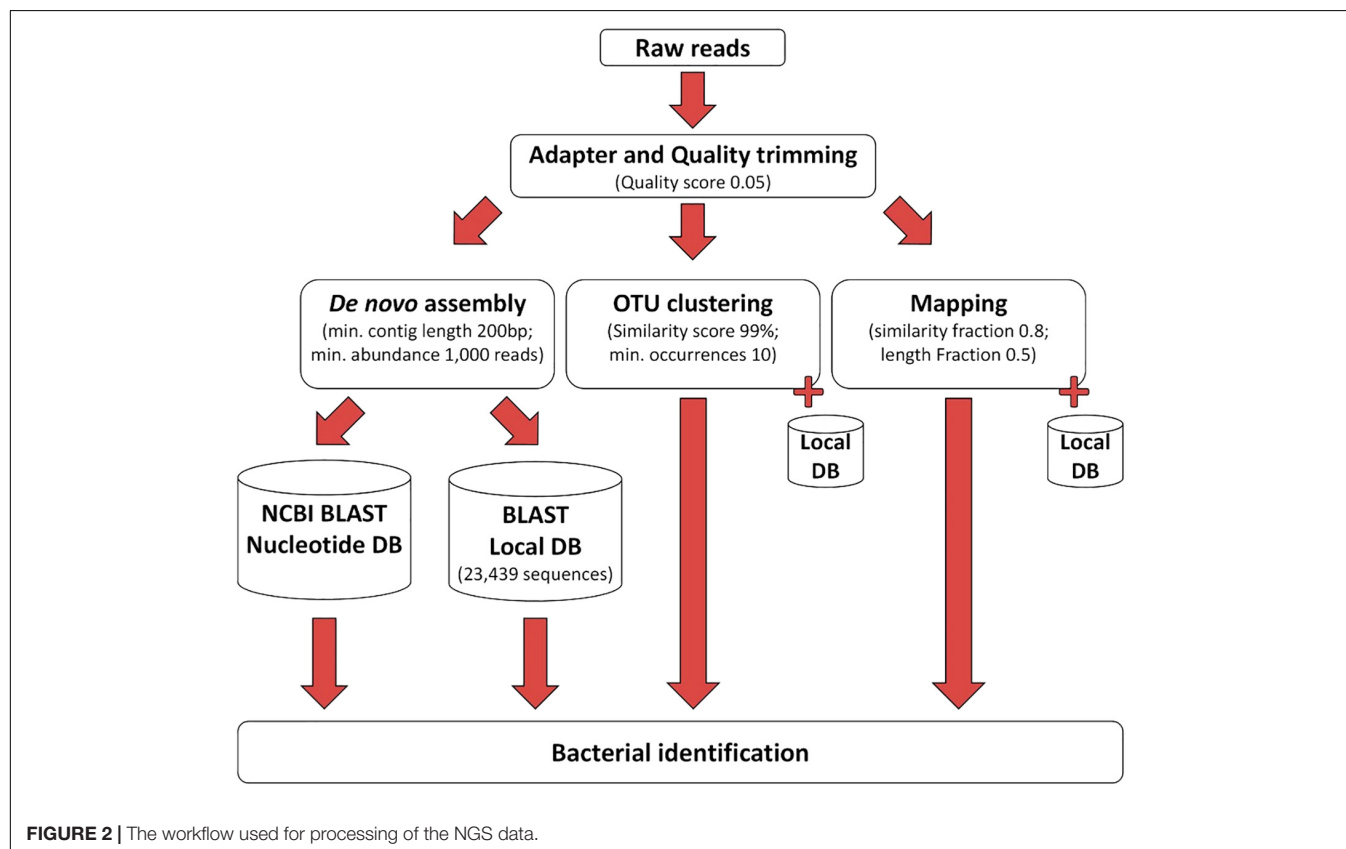 Raw reads
Adapter and Quality trimming
(Quality score 0.05)
De novo assembly
(min. contig length 200bp;
min. abundance 1,000 reads)
OTU clustering
(Similarity score 99%;
min. occurrences 10)
Mapping
(similarity fraction 0.8;
length Fraction 0.5)
Local
DB
Local
DB
NCBI BLAST
Nucleotide DB
BLAST
Local DB
(23,439 sequences)
Bacterial identification
FIGURE 2 | The workflow used for processing of the NGS data.